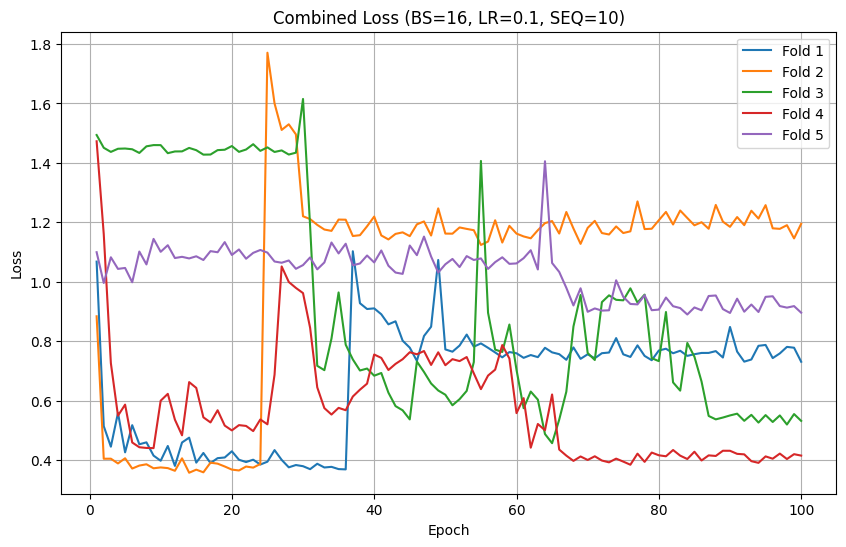 Combined Loss (BS=16, LR=0.1, SEQ=10)
Fold 1
Fold 2
Fold 3
Fold 4
Fold 5
Loss
1.8
1.6
1.4
1.2
1.0
0.8
0.6
0.4
0 20 40 60 80 100
Epoch